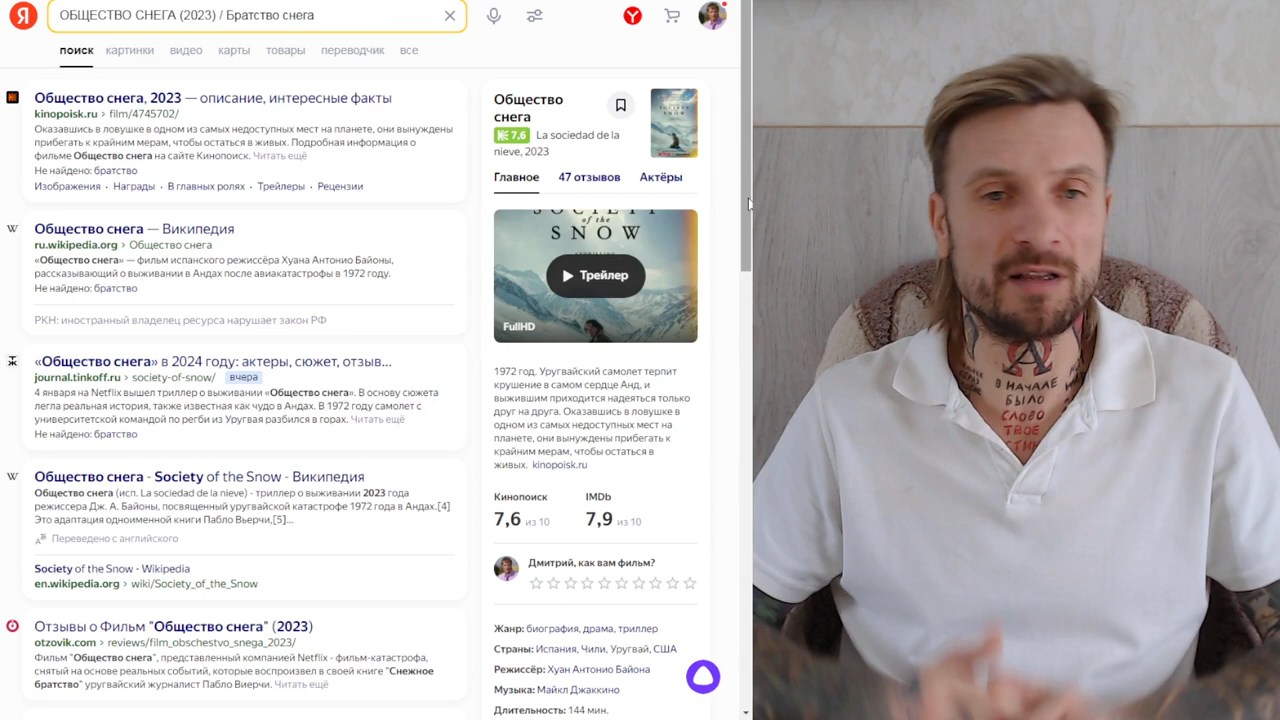 Я
ОБЩЕСТВО СНЕГА (2023) / Братство снега
Y
поиск картинки видео карты товары переводчик все
Общество снега, 2023 — описание, интересные факты
kinopoisk.ru › film/4745702/
Оказавшись в ловушке в одном из самых недоступных мест на планете, они вынуждены
прибегать к крайним мерам, чтобы остаться в живых. Подробная информация о
фильме Общество снега на сайте Кинопоиск. Читать ещё
Не найдено: братство
Изображения · Награды · В главных ролях · Трейлеры · Рецензии
W
Общество снега — Википедия
ru.wikipedia.org › Общество снега
«Общество снега» — фильм испанского режиссёра Хуана Антонио Байоны,
рассказывающий о выживании в Андах после авиакатастрофы в 1972 году.
Не найдено: братство
РКН: иностранный владелец ресурса нарушает закон РФ
«Общество снега» в 2024 году: актеры, сюжет, отзыв...
journal.tinkoff.ru › society-of-snow/ вчера
4 января на Netflix вышел триллер о выживании «Общество снега». В основу сюжета
легла реальная история, также известная как чудо в Андах. В 1972 году самолет с
университетской командой по регби из Уругвая разбился в горах. Читать ещё
Не найдено: братство
W
Общество снега - Society of the Snow - Википедия
Общество снега (исп. La sociedad de la nieve) - триллер о выживании 2023 года
режиссера Дж. А. Байоны, посвященный уругвайской катастрофе 1972 года в Андах.[4]
Это адаптация одноименной книги Пабло Вьерчи,[5]...
Переведено с английского
Society of the Snow - Wikipedia
en.wikipedia.org › wiki/Society_of_the_Snow
Отзывы о Фильм "Общество снега" (2023)
otzovik.com › reviews/film_obschestvo_snega_2023/
Фильм "Общество снега", представленный компанией Netflix - фильм-катастрофа,
снятый на основе реальных событий, которые воспроизвел в своей книге "Снежное
братство" уругвайский журналист Пабло Виерчи. Читать ещё
Общество
снега
7,6 La sociedad de la
nieve, 2023
Главное 47 отзывов Актёры
SOCIETY
of the
SNOW
Трейлер
FullHD
1972 год. Уругвайский самолет терпит
крушение в самом сердце Анд, и
выжившим приходится надеяться только
друг на друга. Оказавшись в ловушке в
одном из самых недоступных мест на
планете, они вынуждены прибегать к
крайним мерам, чтобы остаться в
живых. kinopoisk.ru
Кинопоиск IMDb
7,6 из 10 7,9 из 10
Дмитрий, как вам фильм?
Жанр: биография, драма, триллер
Страны: Испания, Чили, Уругвай, США
Режиссёр: Хуан Антонио Байона
Музыка: Майкл Джаккино
Длительность: 144 мин.
В НАЧАЛЕ
БЫЛО
СЛОВО
ТВОЕ